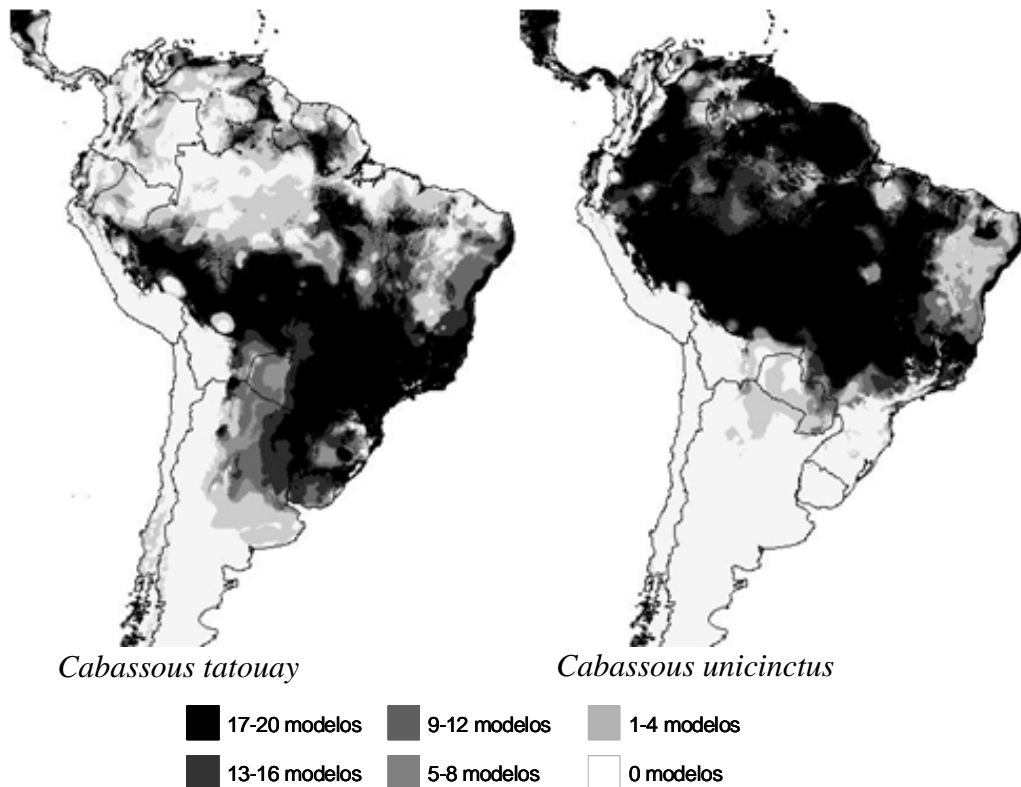 Cabassous tatouay
Cabassous unicinctus
17-20 modelos
9-12 modelos
1-4 modelos
13-16 modelos
5-8 modelos
0 modelos